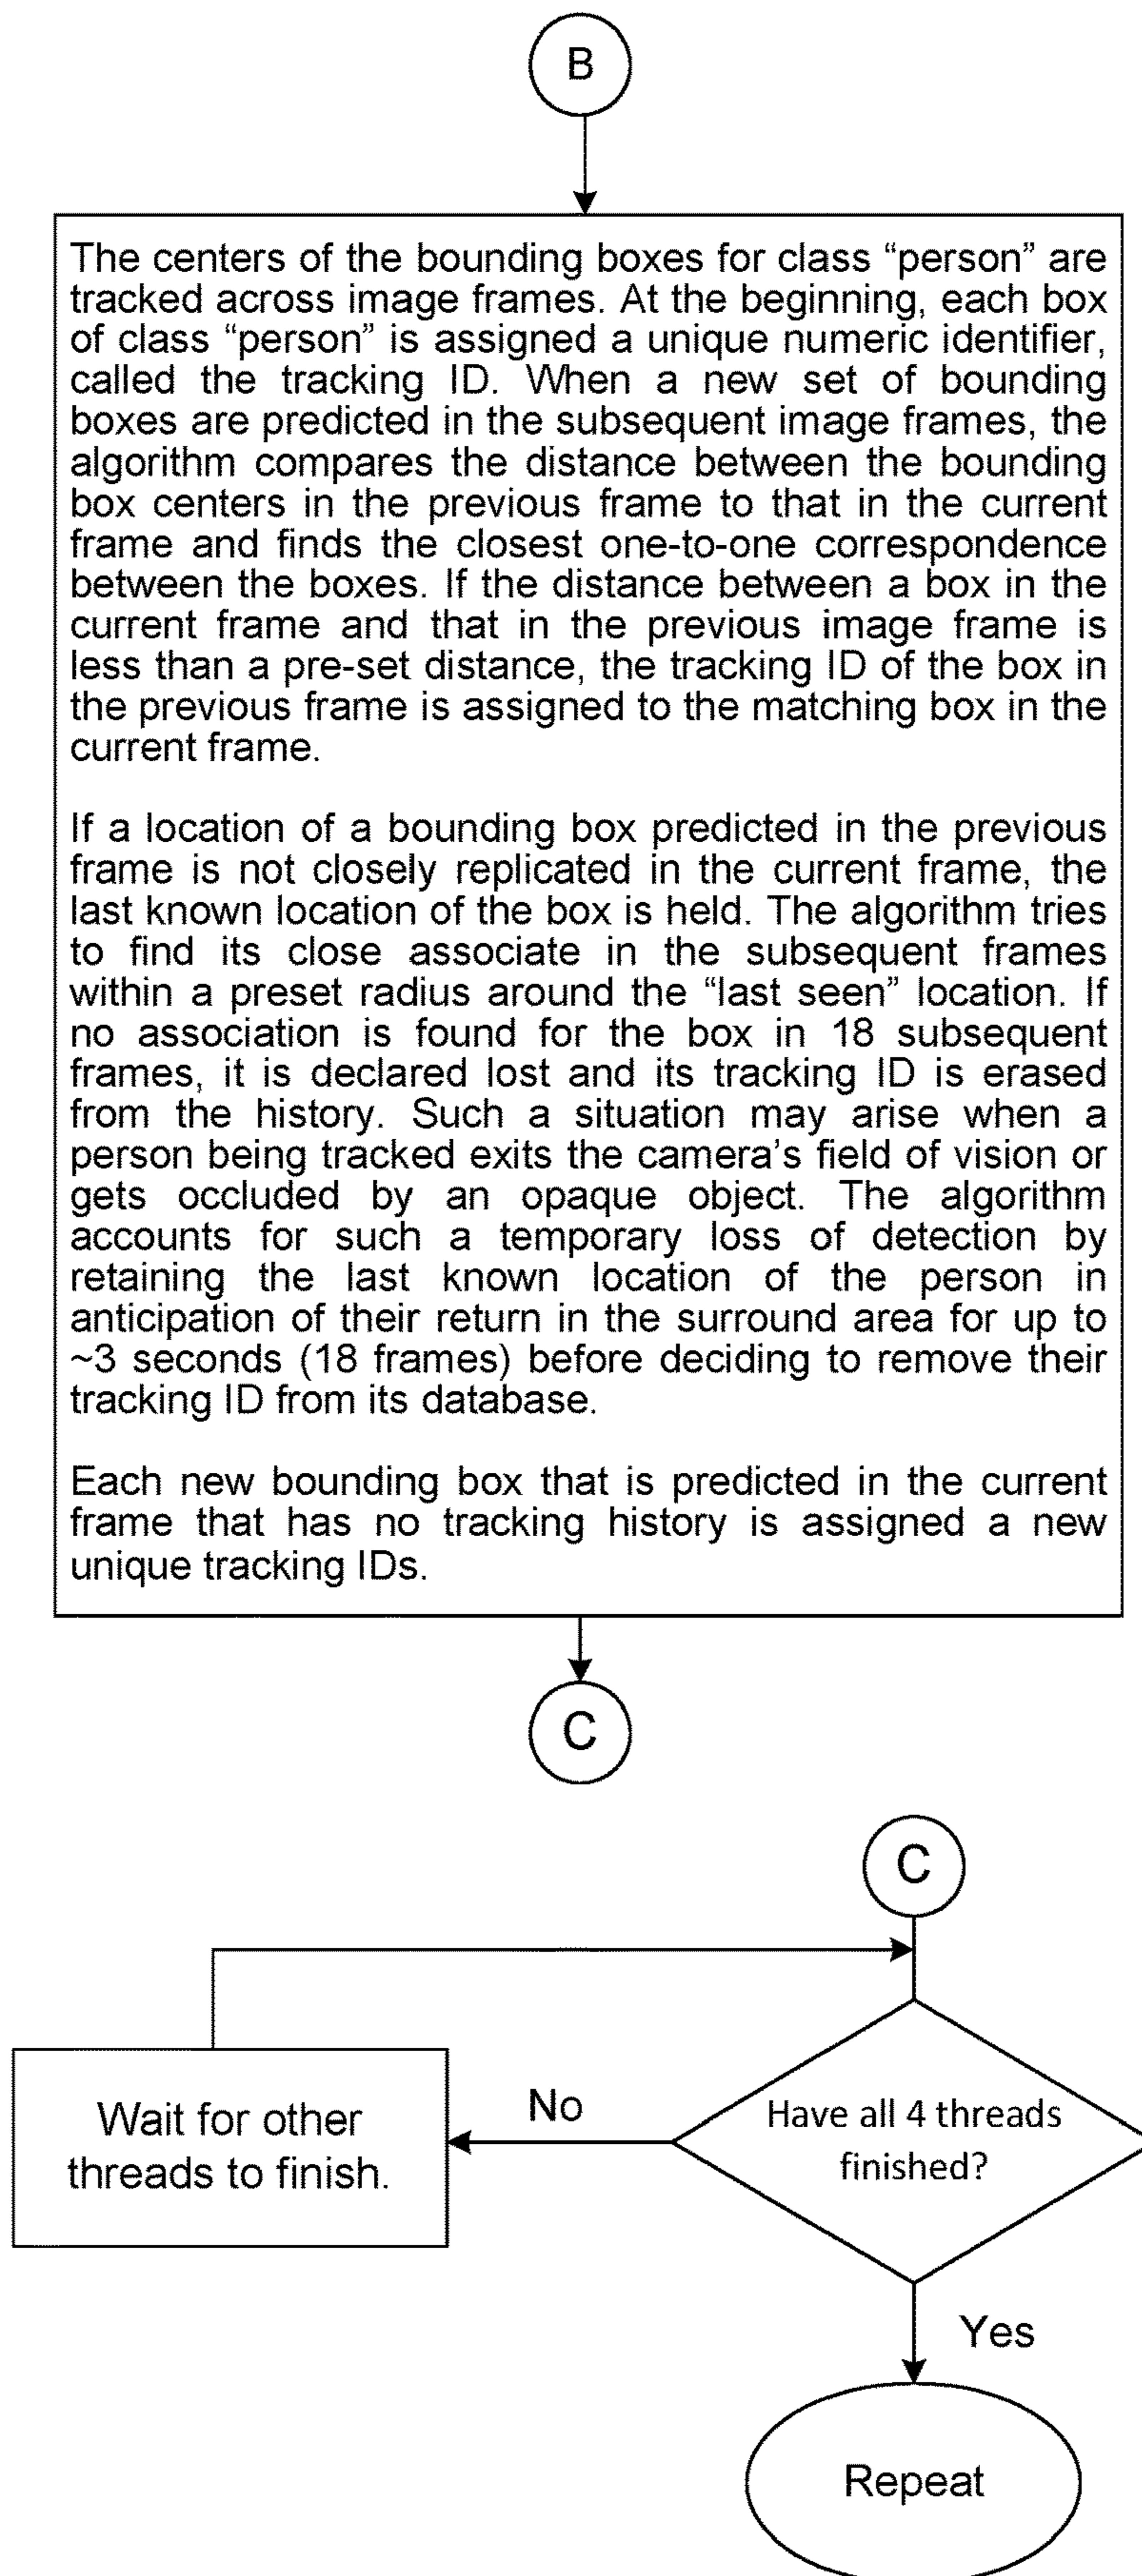 B
The centers of the bounding boxes for class “person” are
tracked across image frames. At the beginning, each box
of class “person” is assigned a unique numeric identifier,
called the tracking ID. When a new set of bounding
boxes are predicted in the subsequent image frames, the
algorithm compares the distance between the bounding
box centers in the previous frame to that in the current
frame and finds the closest one-to-one correspondence
between the boxes. If the distance between a box in the
current frame and that in the previous image frame is
less than a pre-set distance, the tracking ID of the box in
the previous frame is assigned to the matching box in the
current frame.
If a location of a bounding box predicted in the previous
frame is not closely replicated in the current frame, the
last known location of the box is held. The algorithm tries
to find its close associate in the subsequent frames
within a preset radius around the “last seen” location. If
no association is found for the box in 18 subsequent
frames, it is declared lost and its tracking ID is erased
from the history. Such a situation may arise when a
person being tracked exits the camera’s field of vision or
gets occluded by an opaque object. The algorithm
accounts for such a temporary loss of detection by
retaining the last known location of the person in
anticipation of their return in the surround area for up to
~3 seconds (18 frames) before deciding to remove their
tracking ID from its database.
Each new bounding box that is predicted in the current
frame that has no tracking history is assigned a new
unique tracking IDs.
C
C
Have all 4 threads
finished?
No
Wait for other
threads to finish.
Yes
Repeat